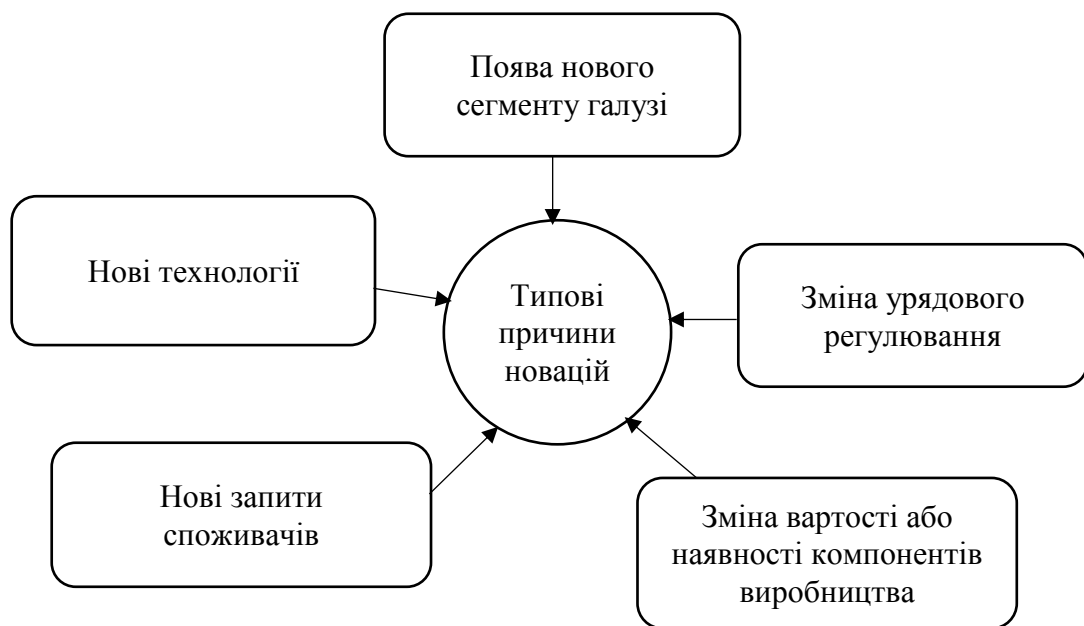 Поява нового
сегменту галузі
Нові технології
Типові
причини
новацій
Зміна урядового
регулювання
Нові запити
споживачів
Зміна вартості або
наявності компонентів
виробництва